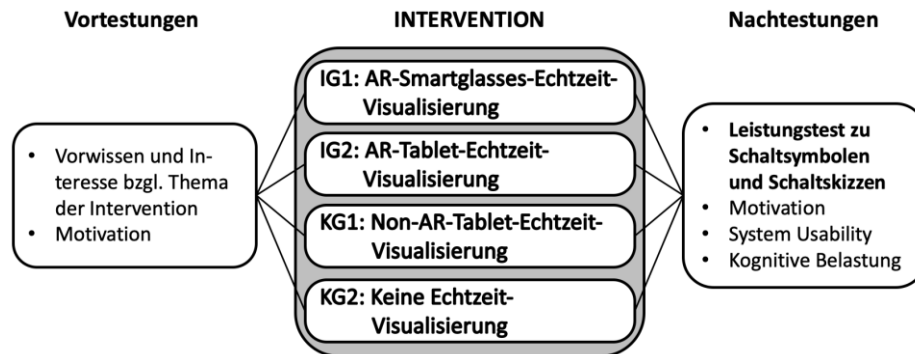 Vortestungen
INTERVENTION
Nachtestungen
• Vorwissen und In-
teresse bzgl. Thema
der Intervention
• Motivation
IG1: AR-Smartglasses-Echtzeit-
Visualisierung
IG2: AR-Tablet-Echtzeit-
Visualisierung
KG1: Non-AR-Tablet-Echtzeit-
Visualisierung
KG2: Keine Echtzeit-
Visualisierung
• Leistungstest zu
Schaltsymbolen
und Schaltskizzen
• Motivation
• System Usability
• Kognitive Belastung